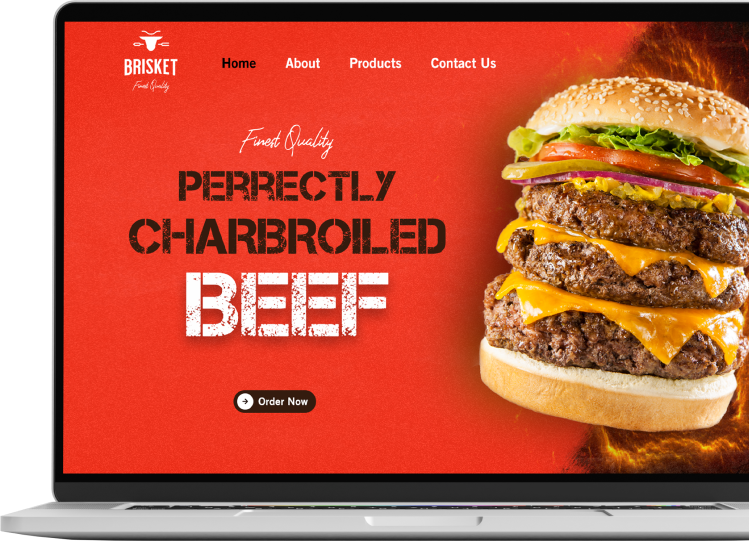 BRISKET
Finest Quality
Home About Products Contact Us
Finest Quality
PERRECTLY
CHARBROILED
BEEF
Order Now